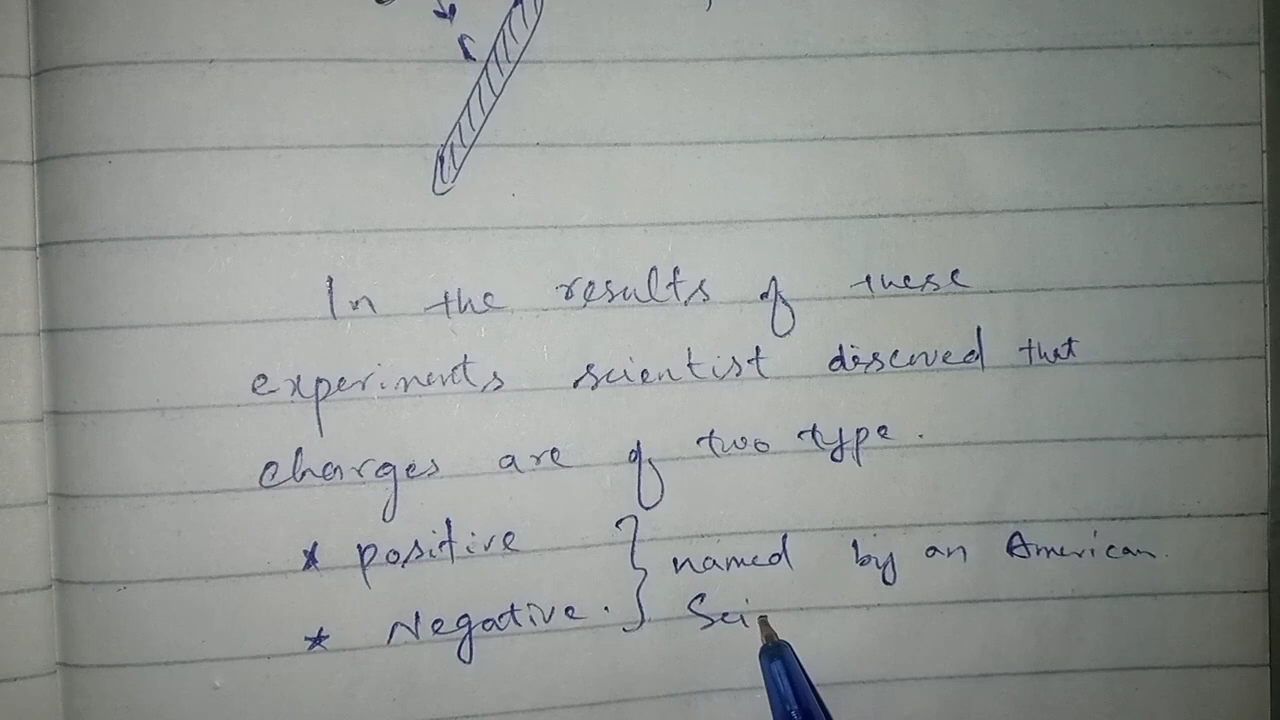 In the results of these
experiments scientist discoved that
charges are of two type.
* positive
* Negative.
named by an American.
Sci